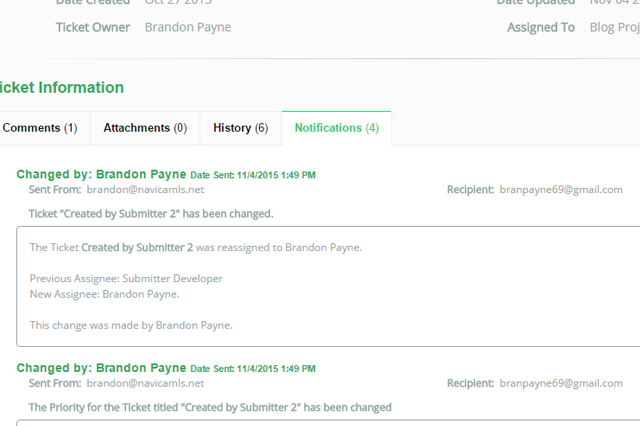 Date Created Oct 27 2015 Date Updated Nov 04
Ticket Owner Brandon Payne Assigned To Blog Proj
icket Information
Comments (1) Attachments (0) History (6) Notifications (4)
Changed by: Brandon Payne Date Sent: 11/4/2015 1:49 PM
Sent From: brandon@navicamls.net Recipient: branpayne69@gmail.com
Ticket "Created by Submitter 2" has been changed.
The Ticket Created by Submitter 2 was reassigned to Brandon Payne.
Previous Assignee: Submitter Developer
New Assignee: Brandon Payne.
This change was made by Brandon Payne.
Changed by: Brandon Payne Date Sent: 11/4/2015 1:49 PM
Sent From: brandon@navicamls.net Recipient: branpayne69@gmail.com
The Priority for the Ticket titled "Created by Submitter 2" has been changed